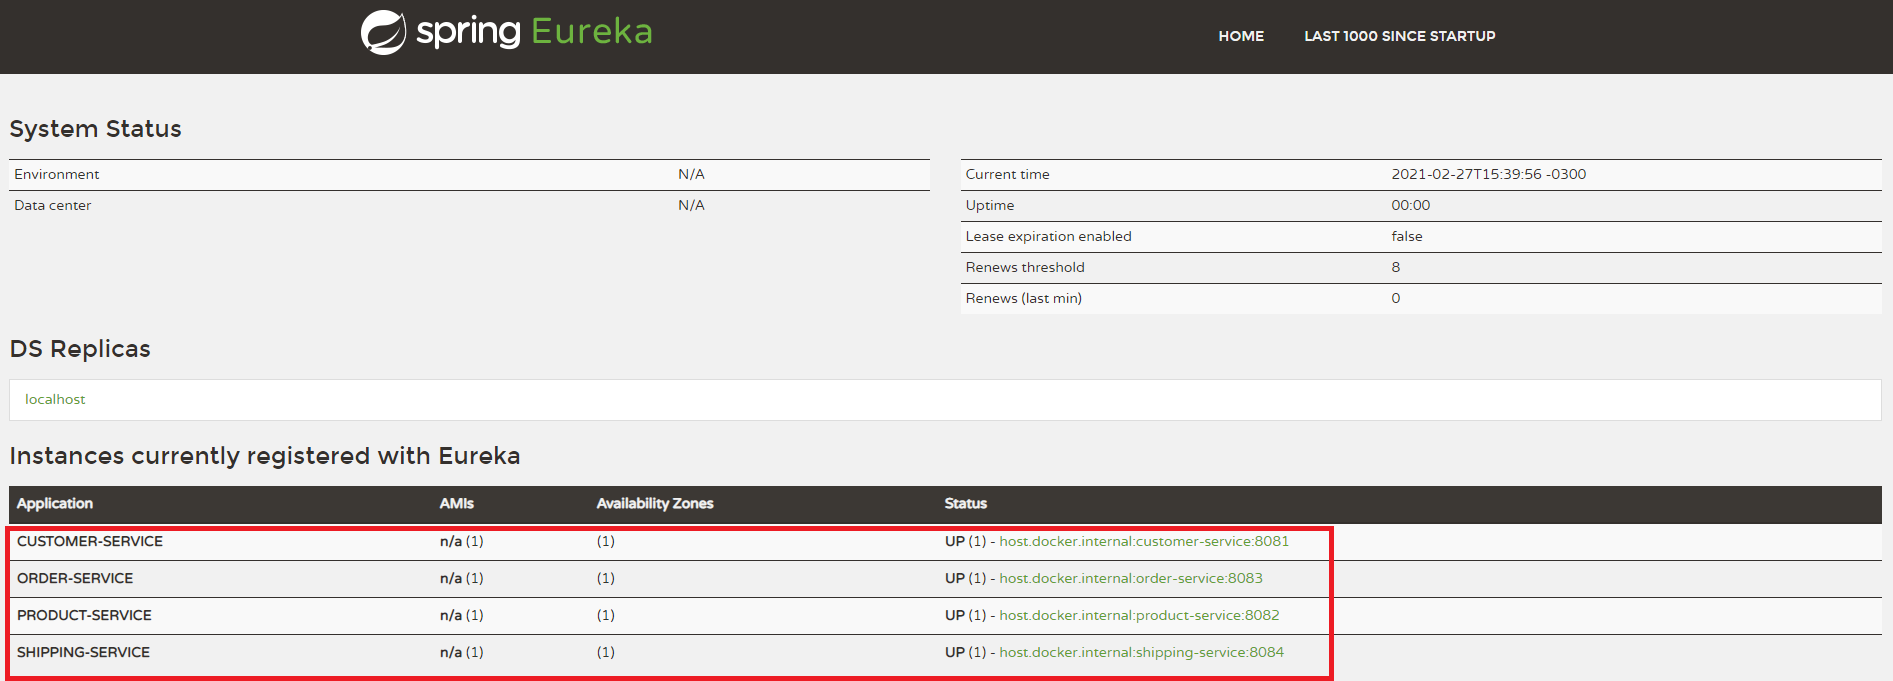 spring Eureka
HOME LAST 1000 SINCE STARTUP
System Status
Environment N/A
Data center N/A
Current time 2021-02-27T15:39:56 -0300
Uptime 00:00
Lease expiration enabled false
Renews threshold 8
Renews (last min) 0
DS Replicas
localhost
Instances currently registered with Eureka
Application AMIs Availability Zones Status
CUSTOMER-SERVICE n/a (1) (1) UP (1) - host.docker.internal:customer-service:8081
ORDER-SERVICE n/a (1) (1) UP (1) - host.docker.internal:order-service:8083
PRODUCT-SERVICE n/a (1) (1) UP (1) - host.docker.internal:product-service:8082
SHIPPING-SERVICE n/a (1) (1) UP (1) - host.docker.internal:shipping-service:8084